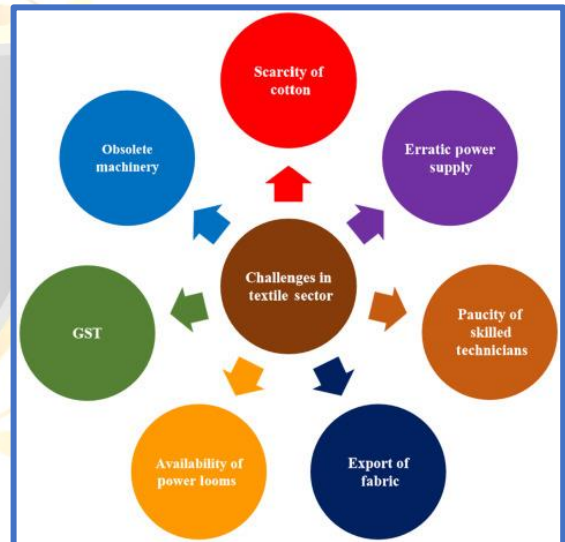 Scarcity of
cotton
Erratic power
supply
Paucity of
skilled
technicians
Export of
fabric
Availability of
power looms
GST
Obsolete
machinery
Challenges in
textile sector